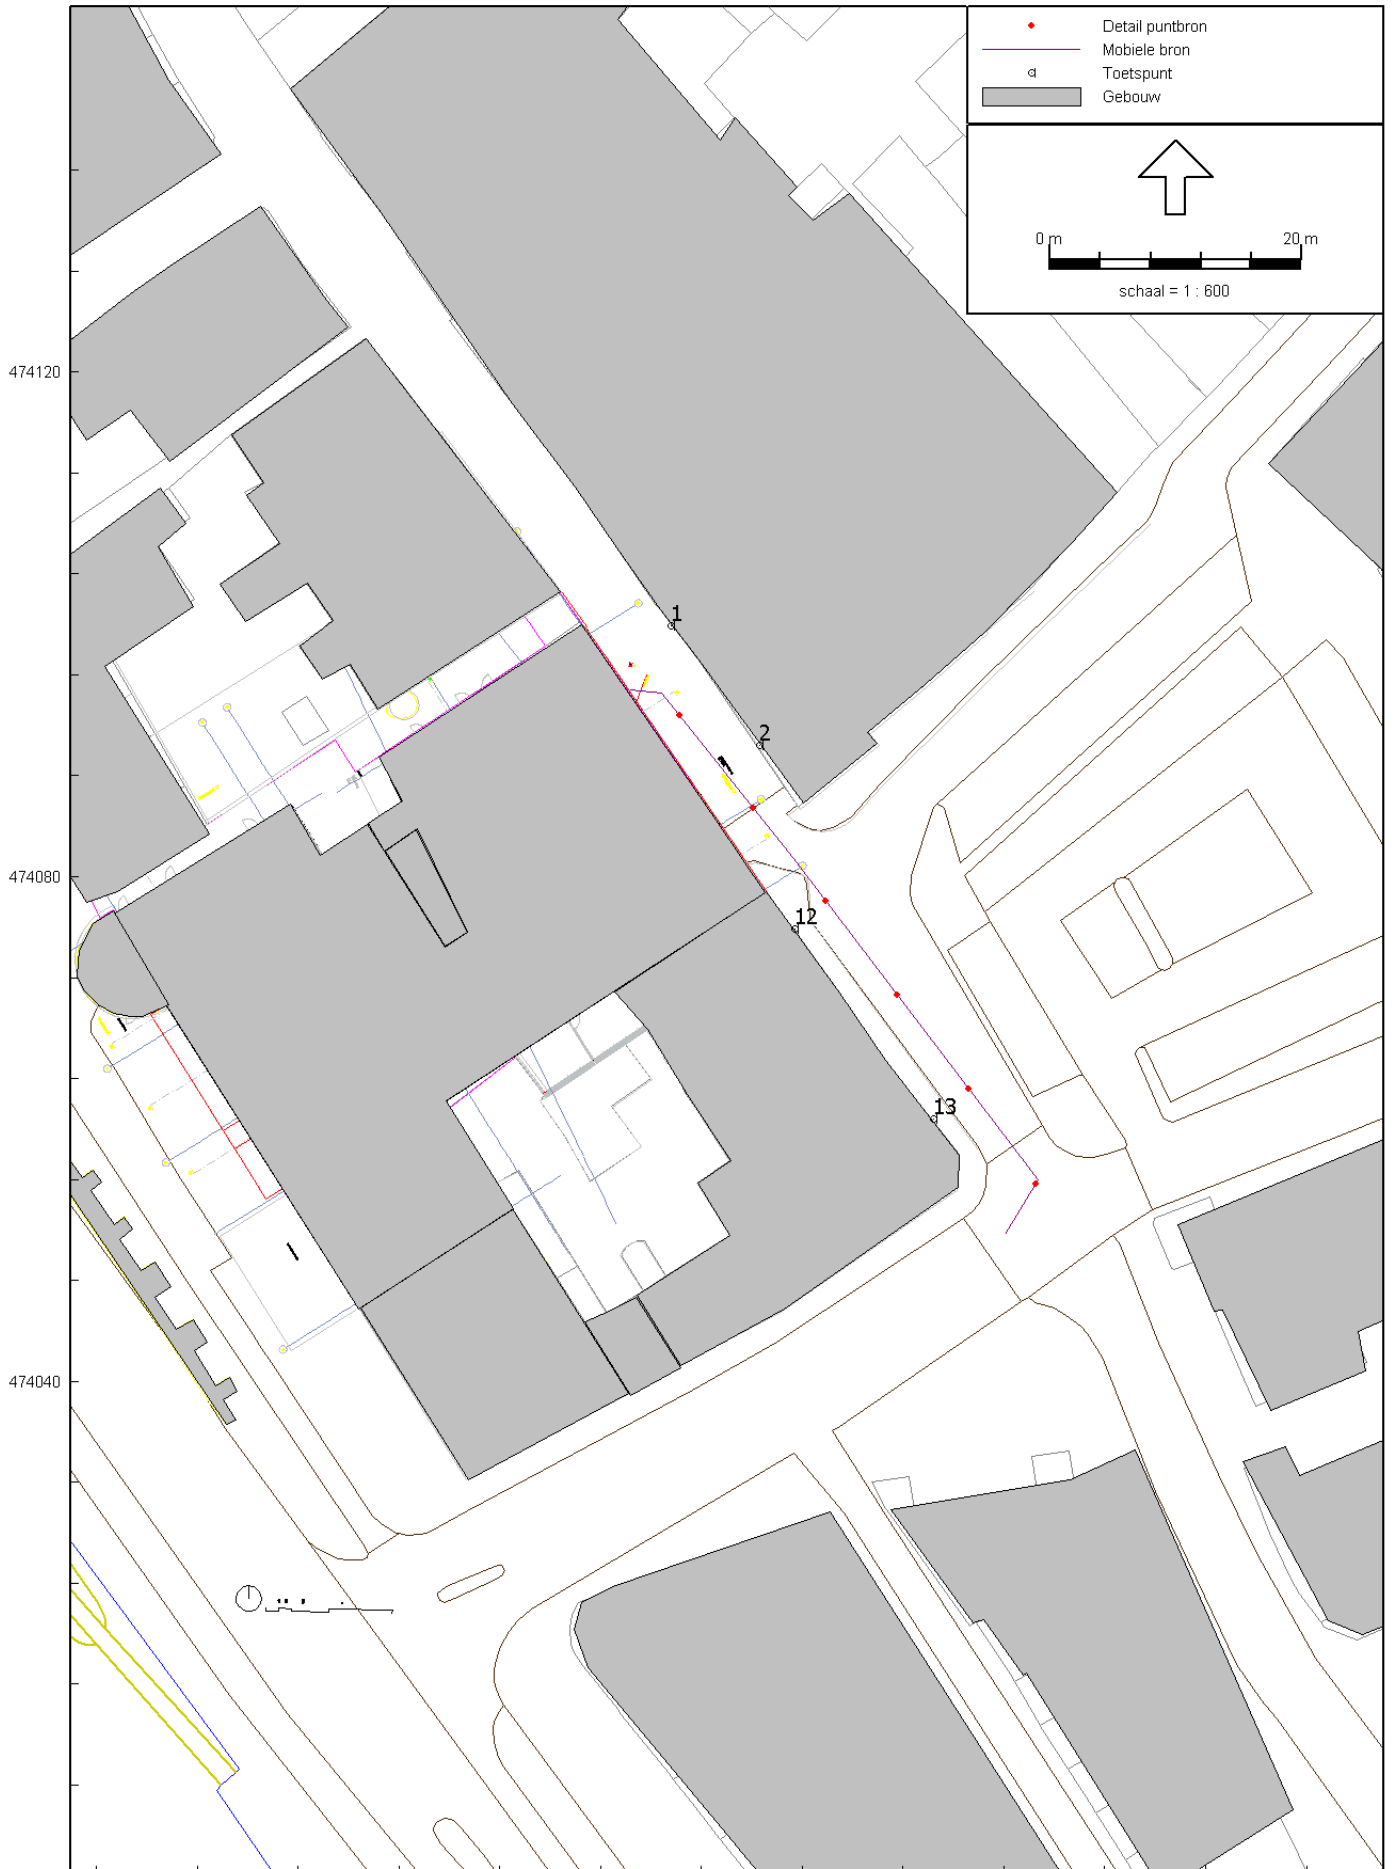 Detail puntbron
Mobiele bron
Toetspunt
Gebouw
0 m 20 m
schaal = 1 : 600
474120
1
2
474080
12
13
474040